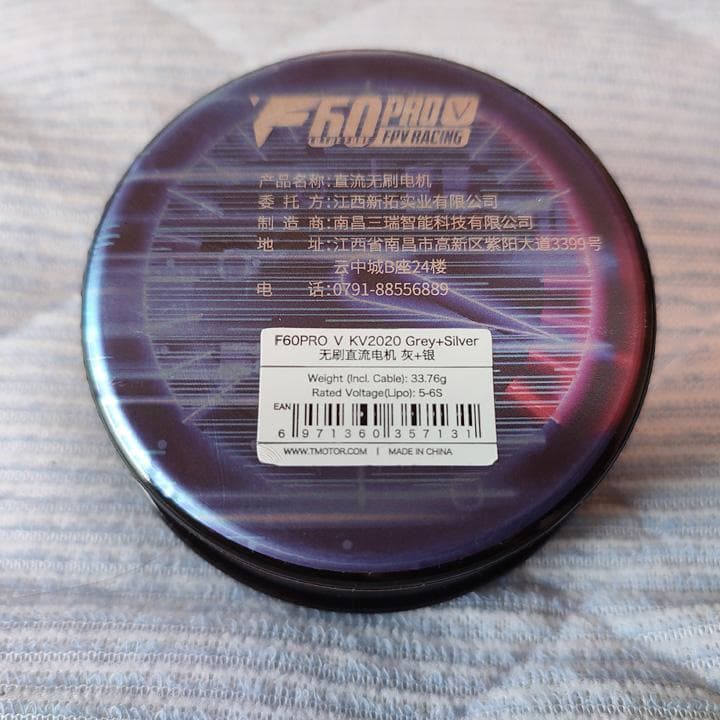 F60PRO V
FPV RACING
产品名称:直流无刷电机
委托方:江西新拓实业有限公司
制造商:南昌三瑞智能科技有限公司
地址:江西省南昌市高新区紫阳大道3399号
云中城B座24楼
电话:0791-88556889
F60PRO V KV2020 Grey+Silver
无刷直流电机 灰+银
Weight (Incl. Cable): 33.76g
Rated Voltage(Lipo): 5-6S
EAN
6 971360 357131
WWW.TMOTOR.COM | MADE IN CHINA